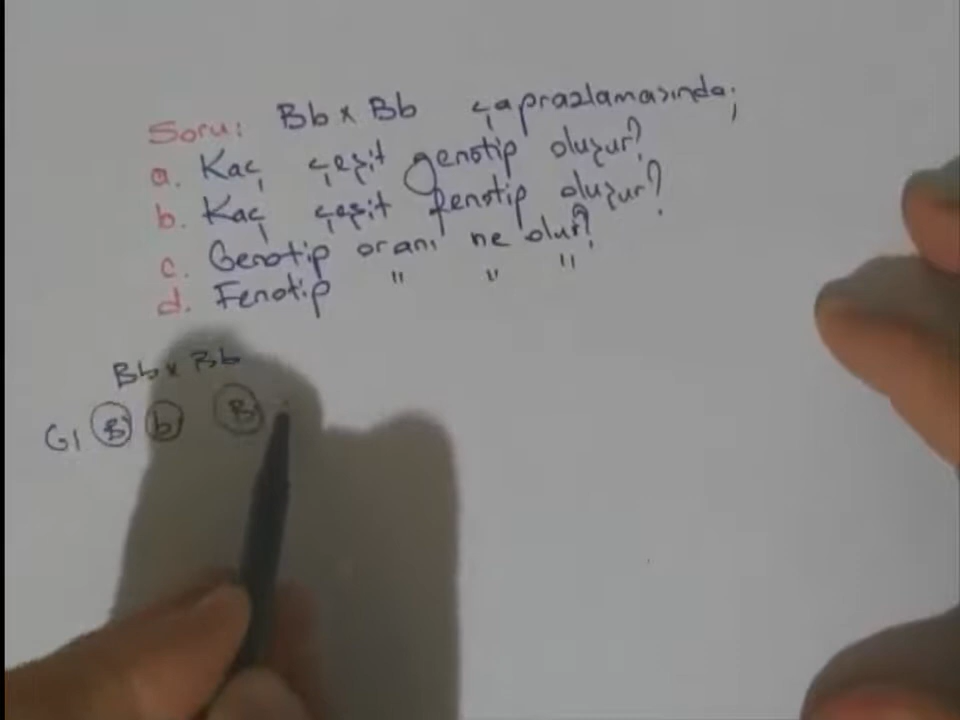 Soru: Bb x Bb çaprazlamasında;
a. Kaç çeşit genotip oluşur?
b. Kaç çeşit fenotip oluşur?
c. Genotip oranı ne olur?
d. Fenotip " " "
Bb x Bb
G1 B b B